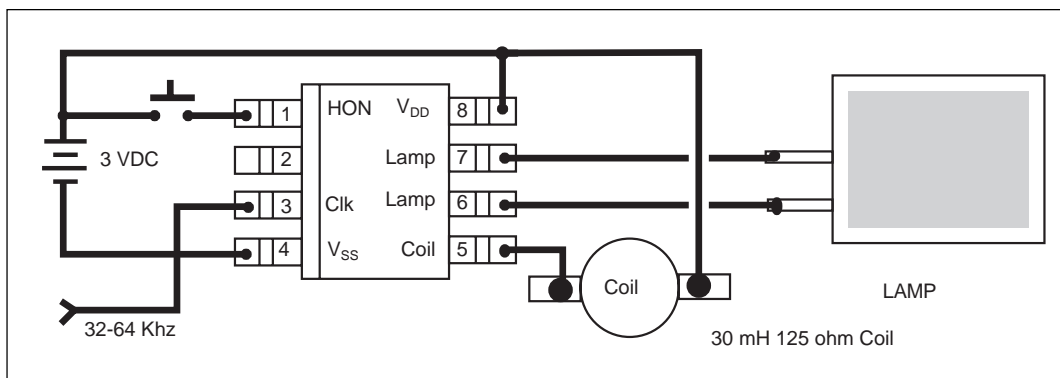 1 HON V_DD 8
3 VDC
2 Lamp 7
3 Clk Lamp 6
4 V_SS Coil 5
Coil
LAMP
32-64 Khz
30 mH 125 ohm Coil